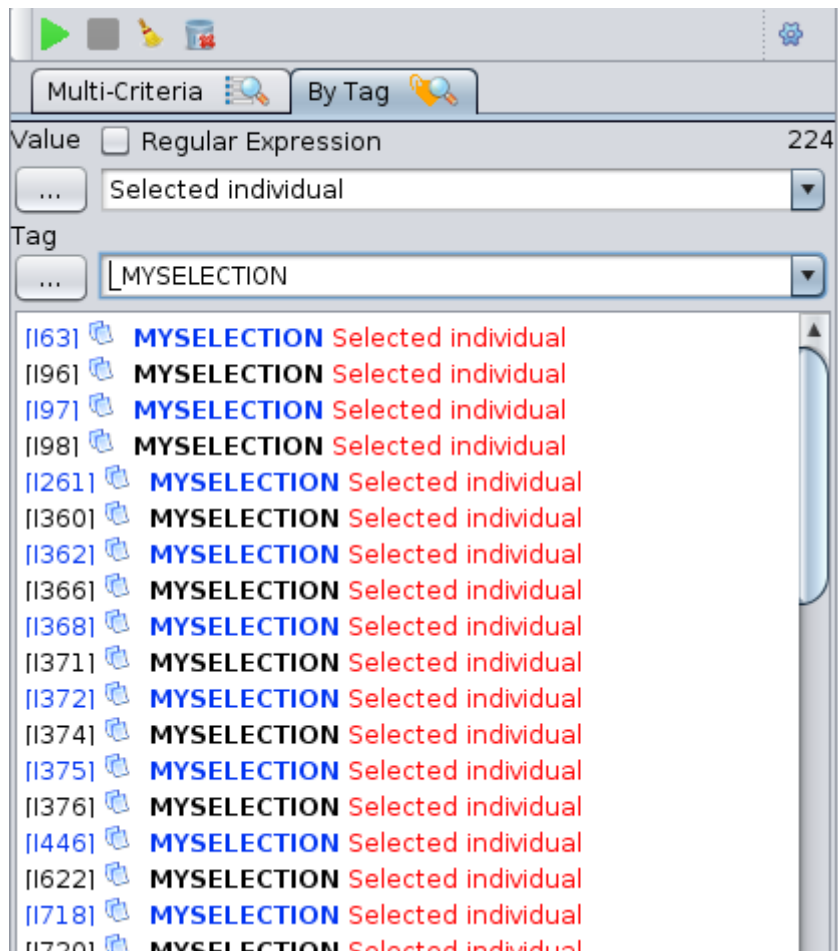 Multi-Criteria By Tag
Value Regular Expression 224
... Selected individual
Tag
... _MYSELECTION
[I63] MYSELECTION Selected individual
[I96] MYSELECTION Selected individual
[I97] MYSELECTION Selected individual
[I98] MYSELECTION Selected individual
[I261] MYSELECTION Selected individual
[I360] MYSELECTION Selected individual
[I362] MYSELECTION Selected individual
[I366] MYSELECTION Selected individual
[I368] MYSELECTION Selected individual
[I371] MYSELECTION Selected individual
[I372] MYSELECTION Selected individual
[I374] MYSELECTION Selected individual
[I375] MYSELECTION Selected individual
[I376] MYSELECTION Selected individual
[I446] MYSELECTION Selected individual
[I622] MYSELECTION Selected individual
[I718] MYSELECTION Selected individual
MYSELECTION Selected individual